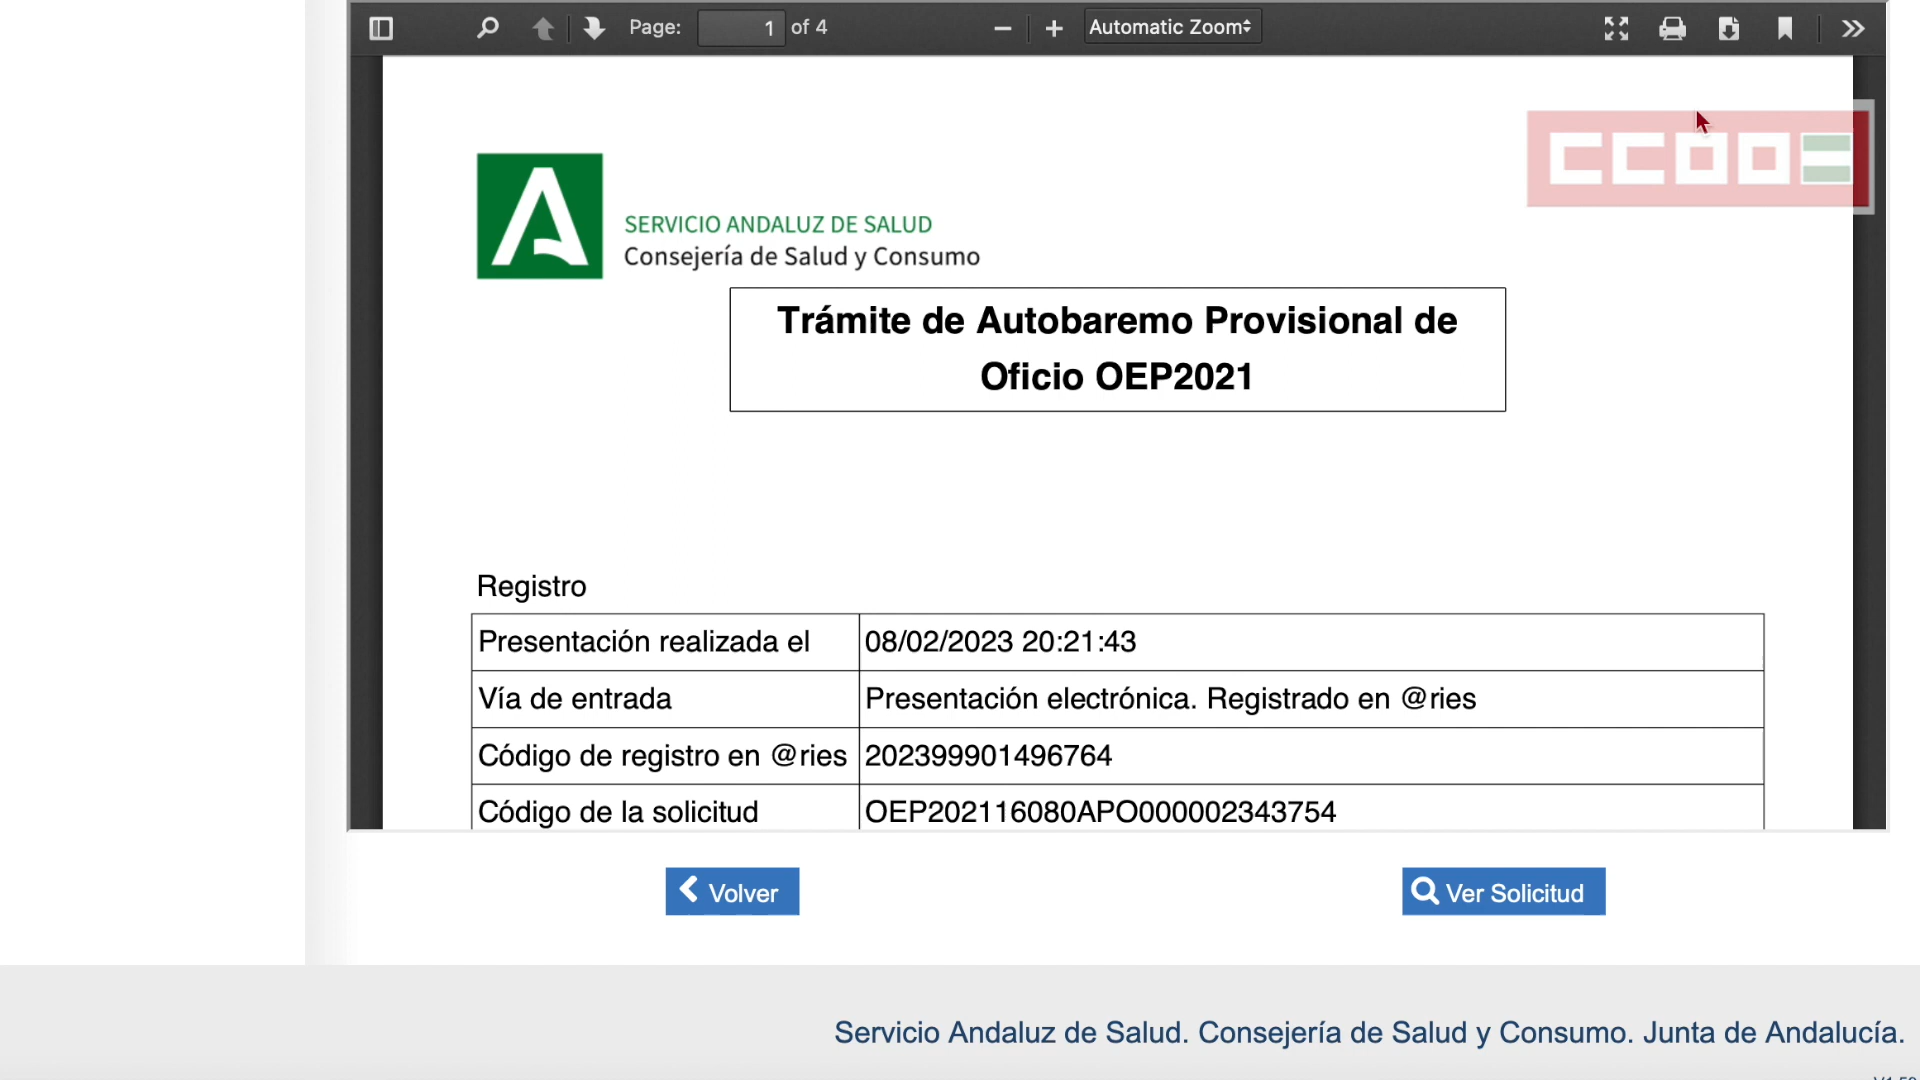 Page: 1 of 4 Automatic Zoom
ccoo
SERVICIO ANDALUZ DE SALUD
Consejería de Salud y Consumo
Trámite de Autobaremo Provisional de
Oficio OEP2021
Registro
Presentación realizada el 08/02/2023 20:21:43
Vía de entrada Presentación electrónica. Registrado en @ries
Código de registro en @ries 202399901496764
Código de la solicitud OEP202116080APO000002343754
Volver Ver Solicitud
Servicio Andaluz de Salud. Consejería de Salud y Consumo. Junta de Andalucía.